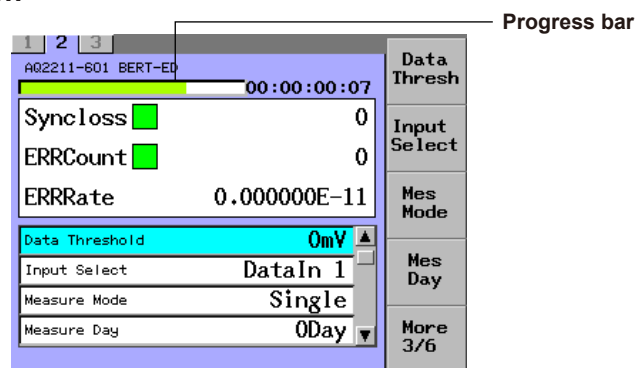 Progress bar
1 2 3
AQ2211-601 BERT-ED
00:00:00:07
Syncloss 0
ERRCount 0
ERRRate 0.000000E-11
Data Threshold 0mV
Input Select DataIn 1
Measure Mode Single
Measure Day 0Day
Data Thresh
Input Select
Mes Mode
Mes Day
More 3/6